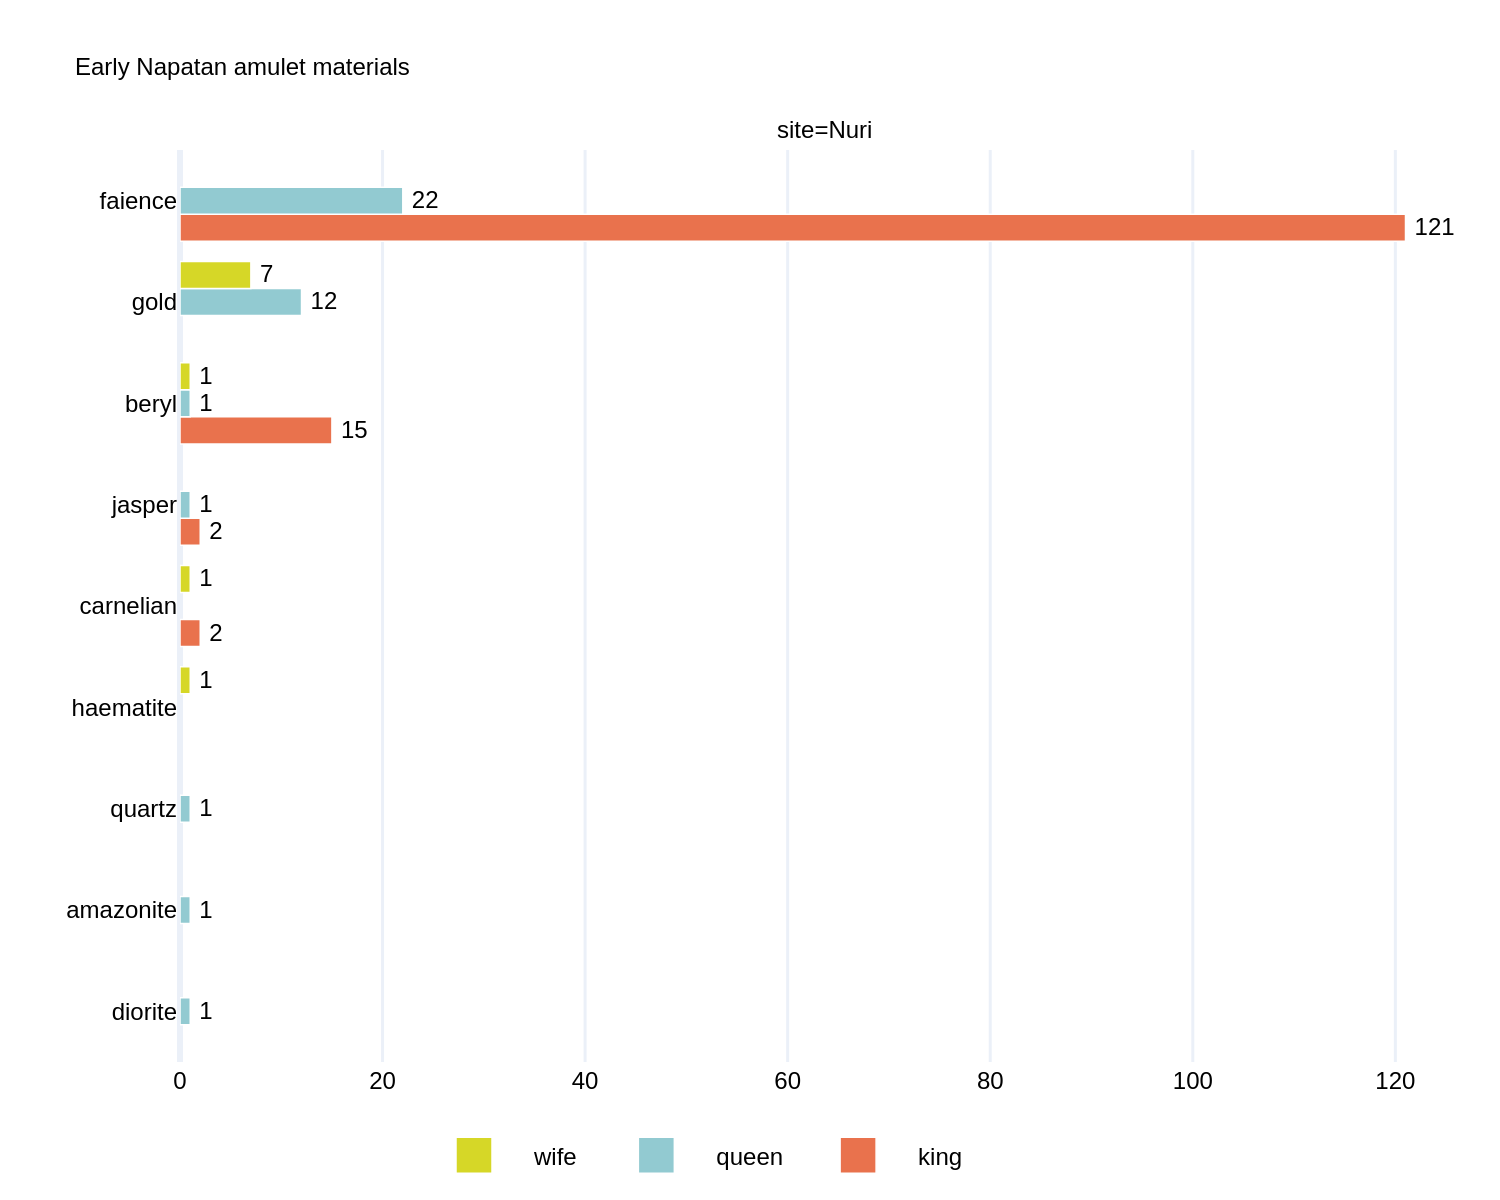 Early Napatan amulet materials
site=Nuri
faience 22
121
7
gold 12
1
beryl 1
15
jasper 1
2
1
carnelian
2
1
haematite
quartz 1
amazonite 1
diorite 1
0 20 40 60 80 100 120
wife queen king